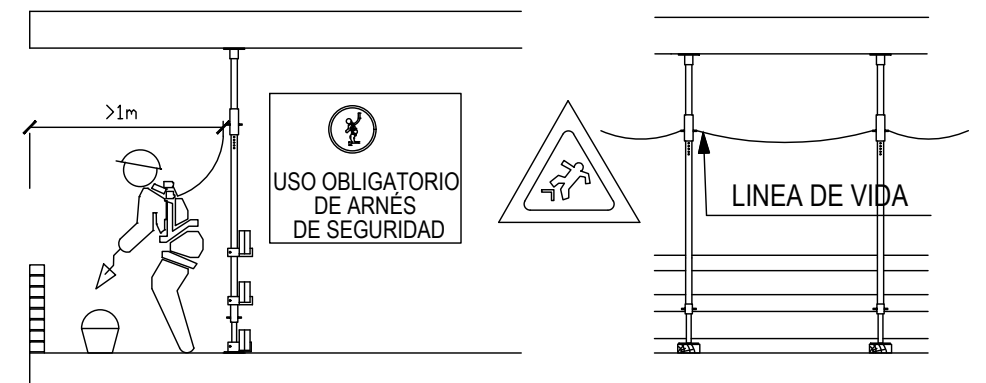 >1m
USO OBLIGATORIO
DE ARNÉS
DE SEGURIDAD
LINEA DE VIDA